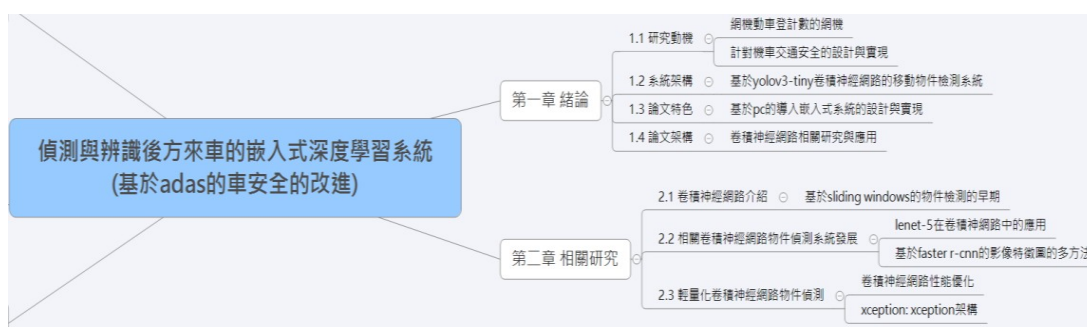 偵測與辨識後方來車的嵌入式深度學習系統
(基於adas的車安全的改進)
第一章 緒論
1.1 研究動機
網機動車登計數的網機
計對機車交通安全的設計與實現
1.2 系統架構
基於yolov3-tiny卷積神經網路的移動物件檢測系統
1.3 論文特色
基於pc的導入嵌入式系統的設計與實現
1.4 論文架構
卷積神經網路相關研究與應用
第二章 相關研究
2.1 卷積神經網路介紹
基於sliding windows的物件檢測的早期
2.2 相關卷積神經網路物件偵測系統發展
lenet-5在卷積神網路中的應用
基於faster r-cnn的影像特徵圖的多方法
2.3 輕量化卷積神經網路物件偵測
卷積神經網路性能優化
xception: xception架構